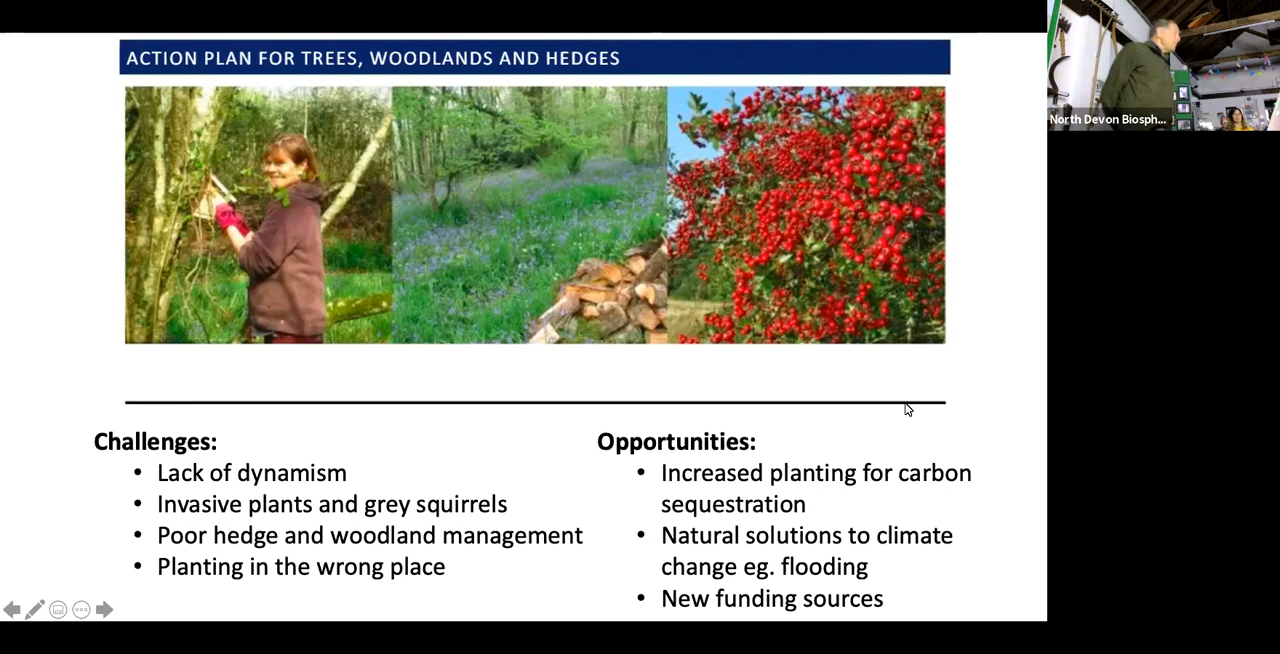 ACTION PLAN FOR TREES, WOODLANDS AND HEDGES
North Devon Biosph...
Challenges:
• Lack of dynamism
• Invasive plants and grey squirrels
• Poor hedge and woodland management
• Planting in the wrong place
Opportunities:
• Increased planting for carbon
sequestration
• Natural solutions to climate
change eg. flooding
• New funding sources